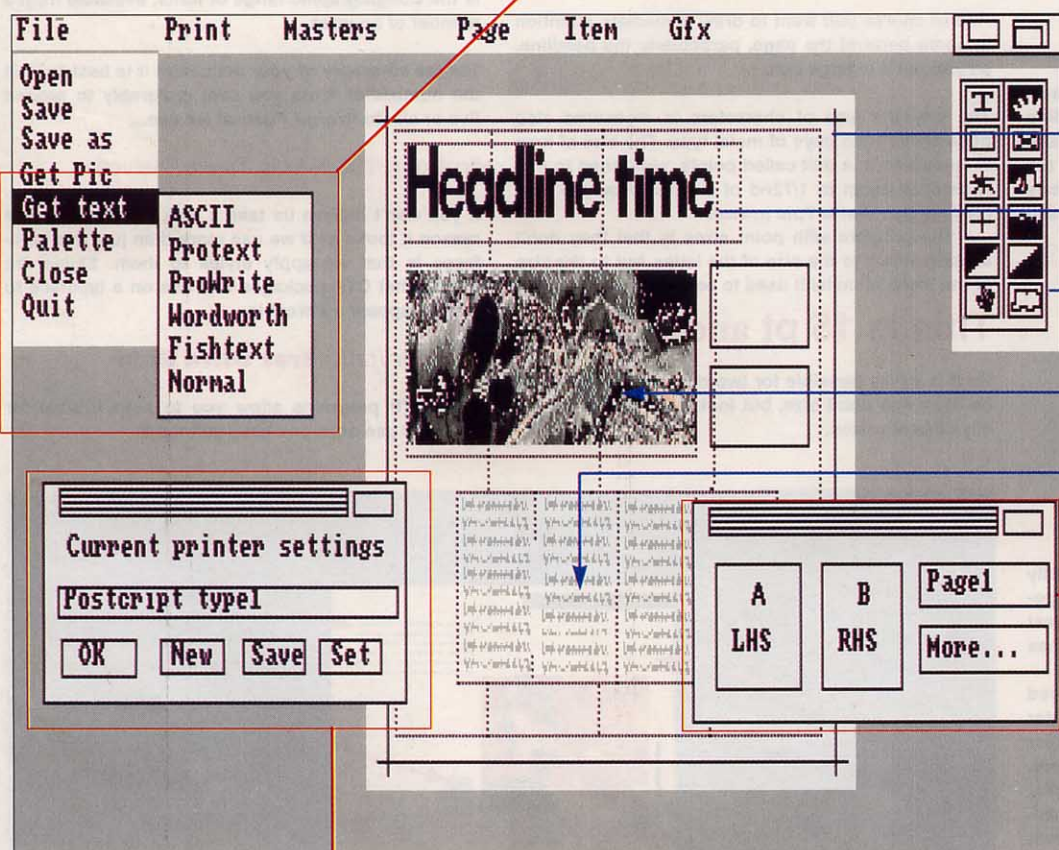 File Print Masters Page Item Gfx
Open
Save
Save as
Get Pic
Get text
Palette
Close
Quit
ASCII
Protext
ProWrite
Wordworth
Fishtext
Normal
Headline time
T
T
Current printer settings
Postcript type1
OK New Save Set
A
LHS
B
RHS
Page1
More...